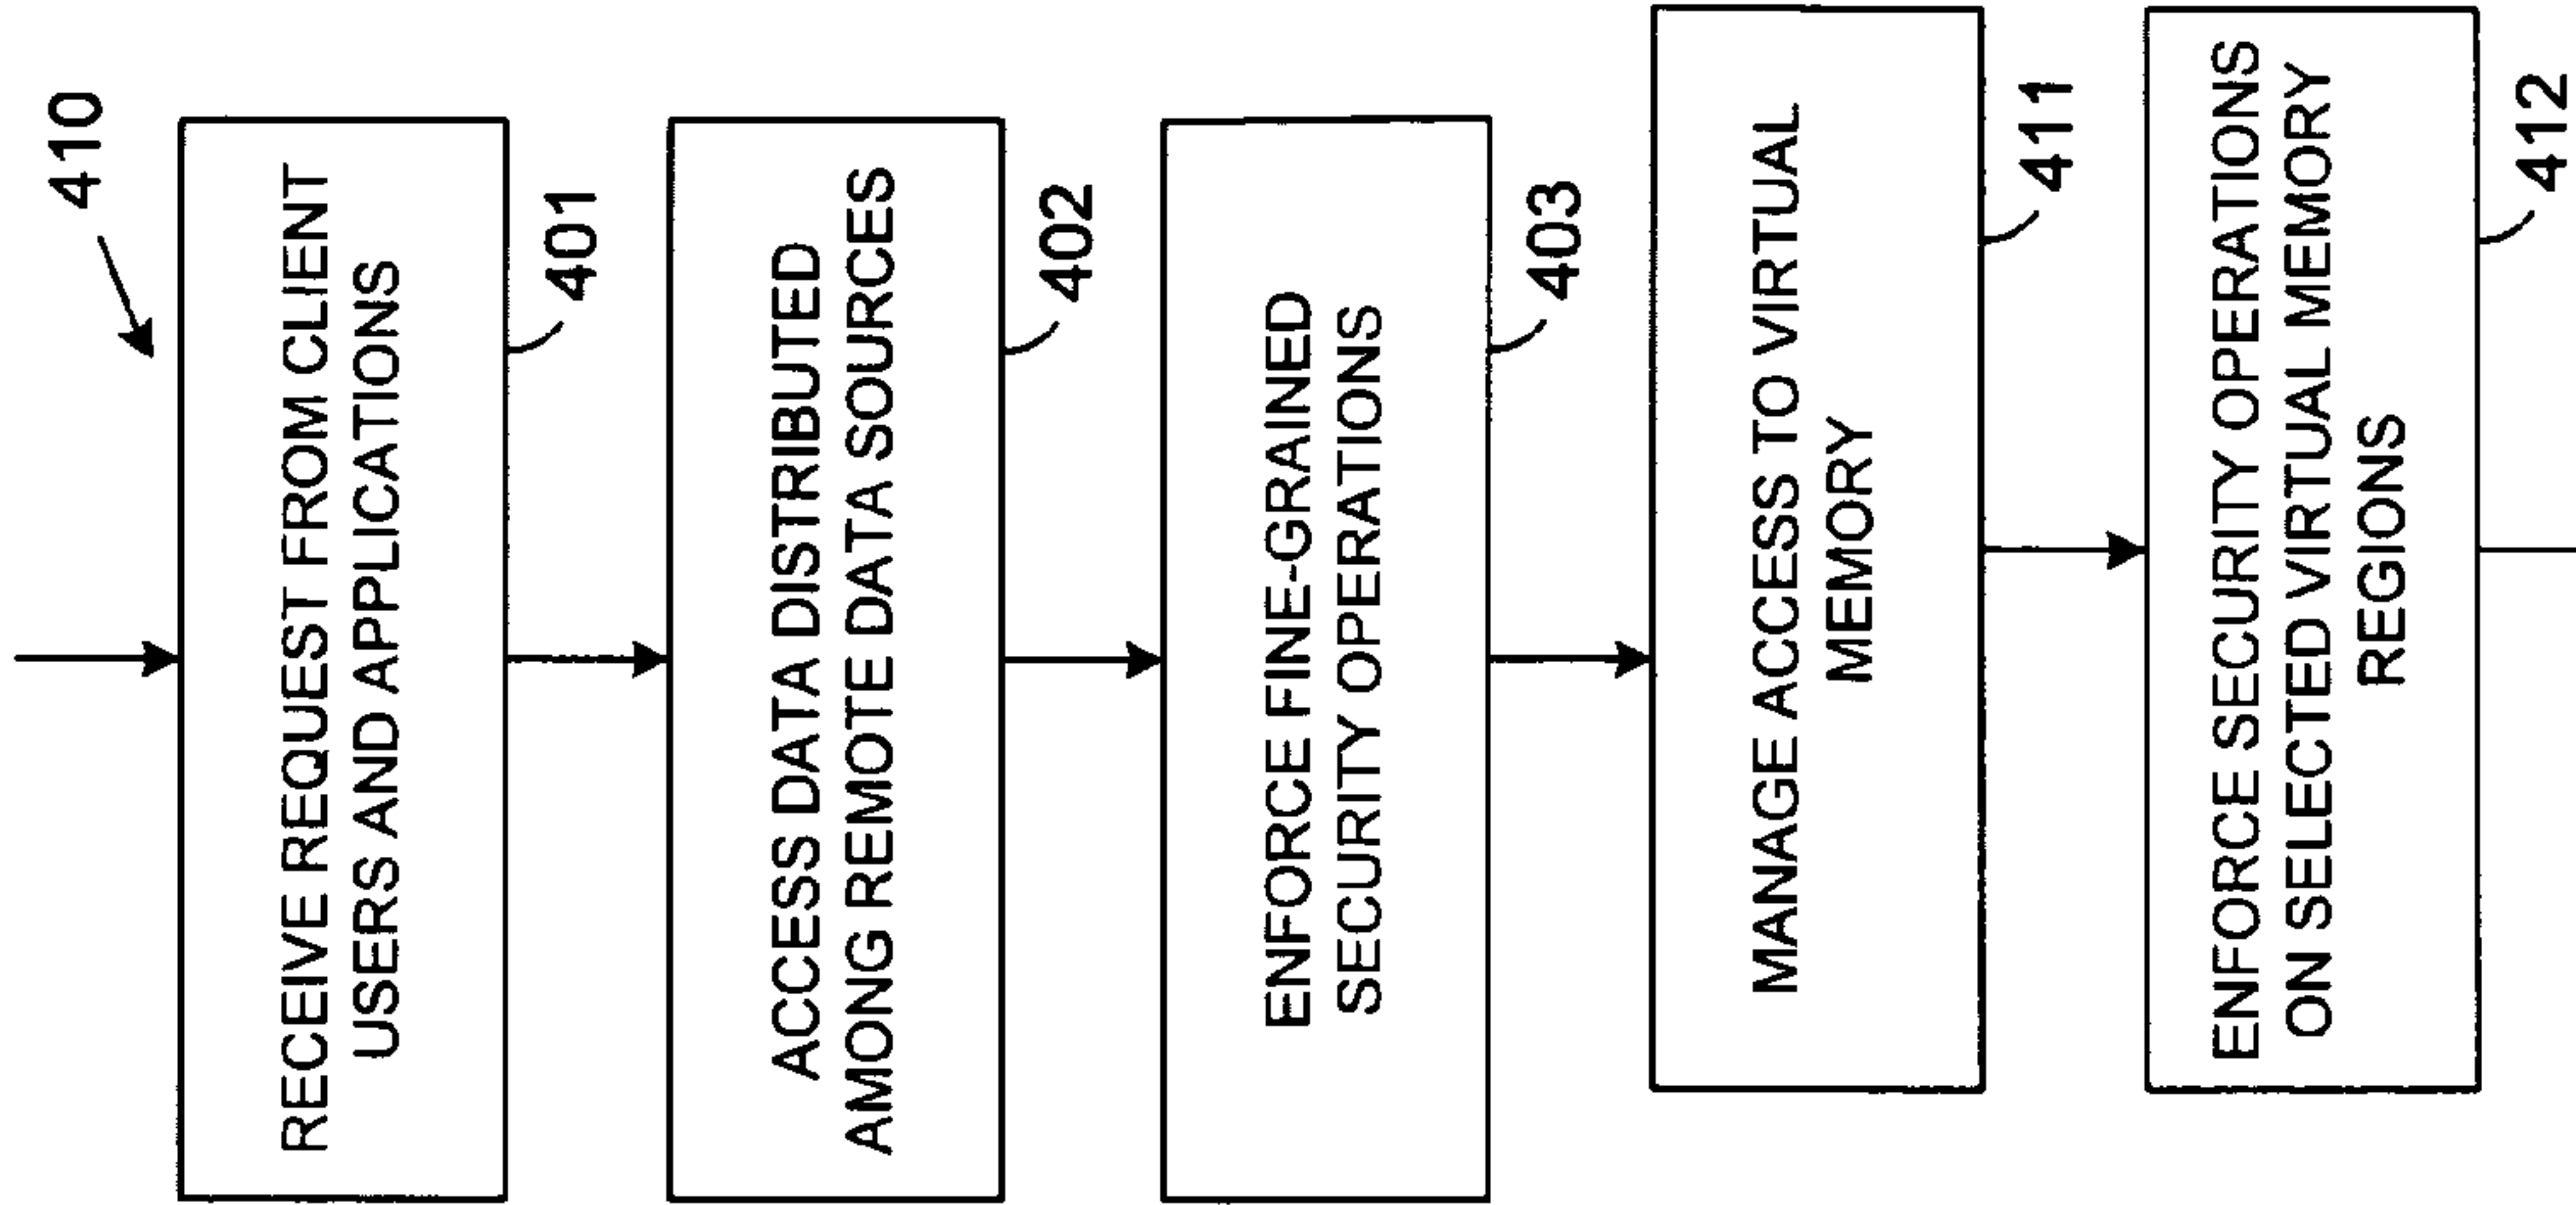 410
RECEIVE REQUEST FROM CLIENT
USERS AND APPLICATIONS
401
ACCESS DATA DISTRIBUTED
AMONG REMOTE DATA SOURCES
402
ENFORCE FINE-GRAINED
SECURITY OPERATIONS
403
MANAGE ACCESS TO VIRTUAL
MEMORY
411
ENFORCE SECURITY OPERATIONS
ON SELECTED VIRTUAL MEMORY
REGIONS
412